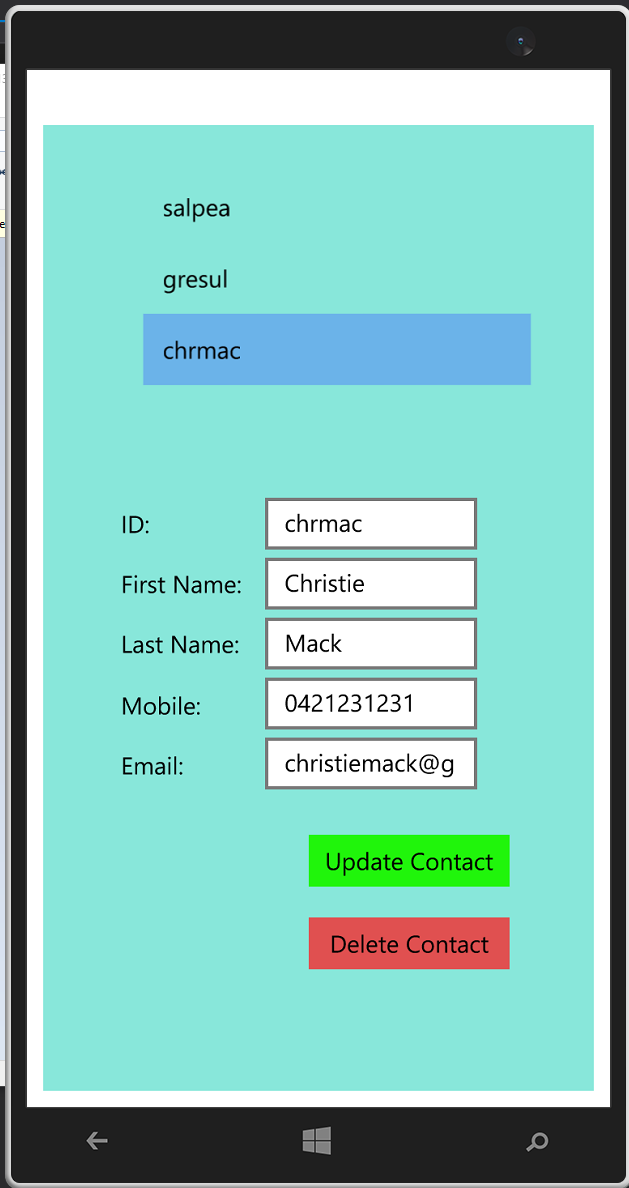 salpea
gresul
chrmac
ID: chrmac
First Name: Christie
Last Name: Mack
Mobile: 0421231231
Email: christiemack@g
Update Contact
Delete Contact